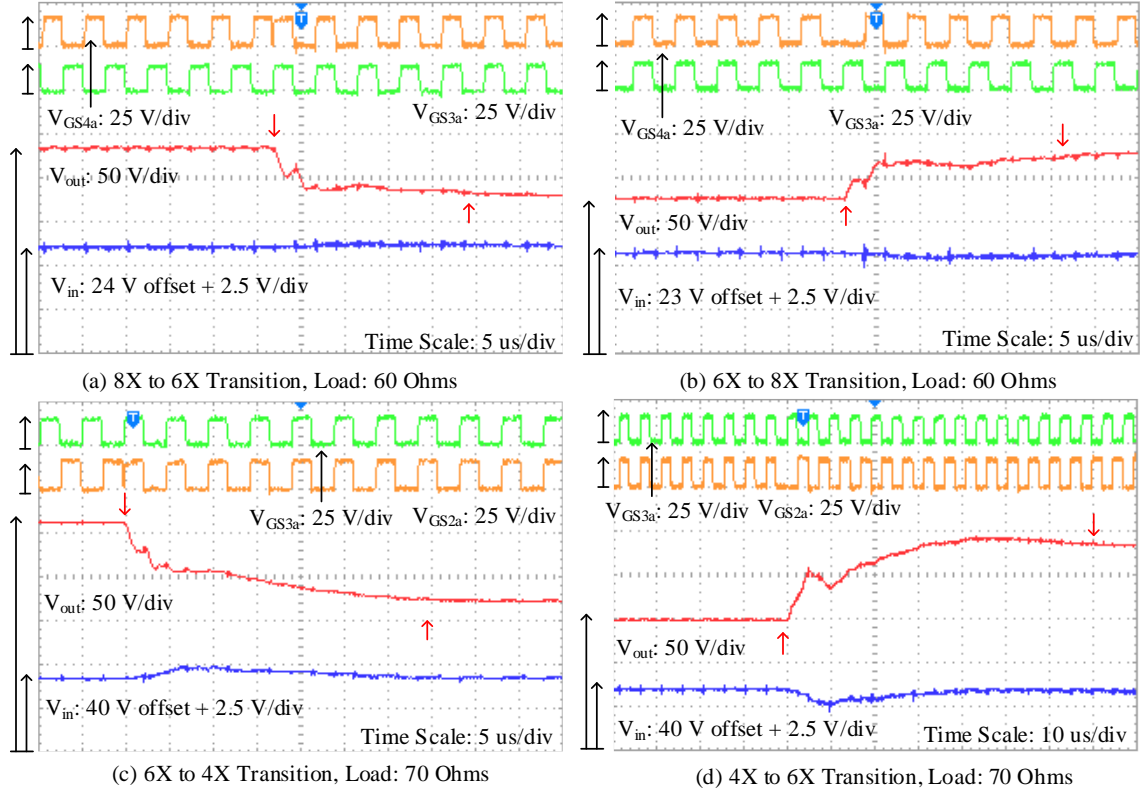 T
V_GS4a: 25 V/div V_GS3a: 25 V/div
V_out: 50 V/div
V_in: 24 V offset + 2.5 V/div
Time Scale: 5 us/div
(a) 8X to 6X Transition, Load: 60 Ohms
T
V_GS4a: 25 V/div V_GS3a: 25 V/div
V_out: 50 V/div
V_in: 23 V offset + 2.5 V/div
Time Scale: 5 us/div
(b) 6X to 8X Transition, Load: 60 Ohms
T
V_GS3a: 25 V/div V_GS2a: 25 V/div
V_out: 50 V/div
V_in: 40 V offset + 2.5 V/div
Time Scale: 5 us/div
(c) 6X to 4X Transition, Load: 70 Ohms
T
V_GS3a: 25 V/div V_GS2a: 25 V/div
V_out: 50 V/div
V_in: 40 V offset + 2.5 V/div
Time Scale: 10 us/div
(d) 4X to 6X Transition, Load: 70 Ohms